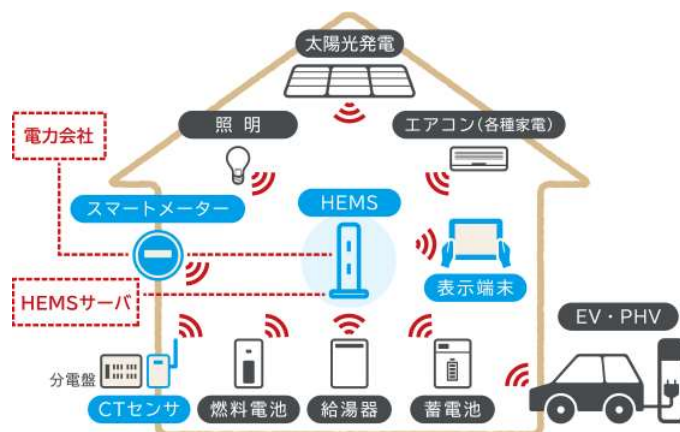 太陽光発電
照明
エアコン(各種家電)
電力会社
スマートメーター
HEMS
表示端末
HEMSサーバ
EV・PHV
分電盤
CTセンサ
燃料電池
給湯器
蓄電池